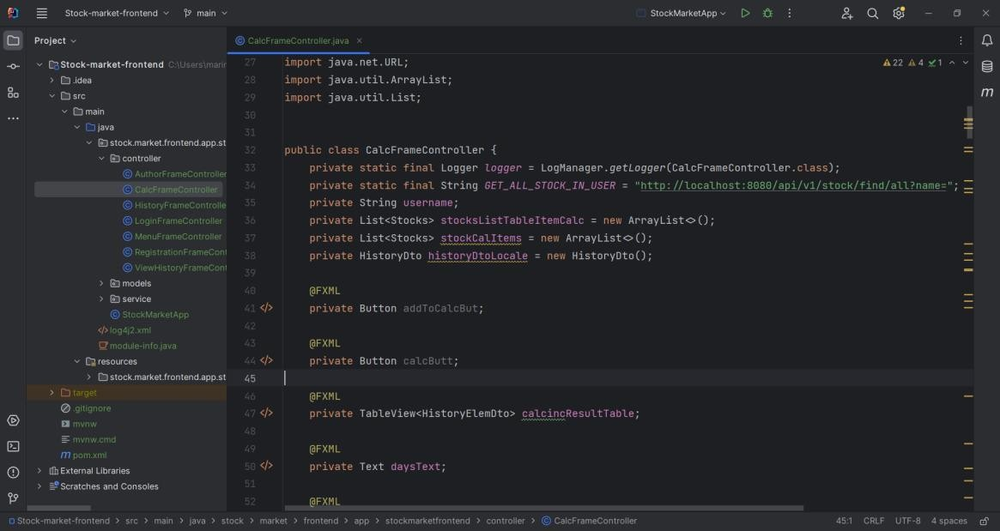 Stock-market-frontend
main
StockMarketApp
Project
CalcFrameController.java
Stock-market-frontend C:\Users\marin
.idea
src
main
java
stock.market.frontend.app.st
controller
AuthorFrameController
CalcFrameController
HistoryFrameControlle
LoginFrameController
MenuFrameController
RegistrationFrameCont
ViewHistoryFrameCont
models
service
StockMarketApp
log4j2.xml
module-info.java
resources
stock.market.frontend.app.st
target
.gitignore
mvnw
mvnw.cmd
pom.xml
External Libraries
Scratches and Consoles
22 4 1
27 import java.net.URL;
28 import java.util.ArrayList;
29 import java.util.List;
30
31
32 public class CalcFrameController {
33 private static final Logger logger = LogManager.getLogger(CalcFrameController.class);
34 private static final String GET_ALL_STOCK_IN_USER = "http://localhost:8080/api/v1/stock/find/all?name=";
35 private String username;
36 private List<Stocks> stocksListTableItemCalc = new ArrayList<>();
37 private List<Stocks> stockCalItems = new ArrayList<>();
38 private HistoryDto historyDtoLocale = new HistoryDto();
39
40 @FXML
41 private Button addToCalcBut;
42
43 @FXML
44 private Button calcButt;
45
46 @FXML
47 private TableView<HistoryElemDto> calcincResultTable;
48
49 @FXML
50 private Text daysText;
51
52 @FXML
Stock-market-frontend > src > main > java > stock > market > frontend > app > stockmarketfrontend > controller > CalcFrameController
45:1 CRLF UTF-8 4 spaces